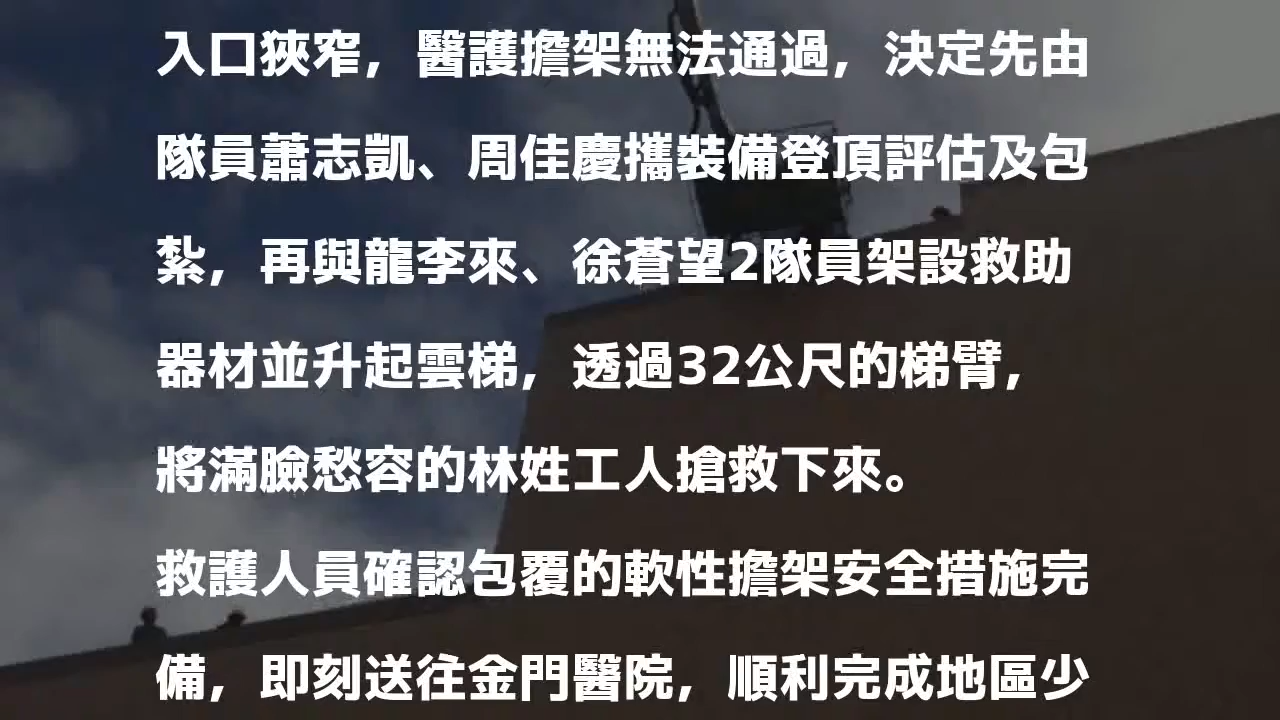 入口狹窄，醫護擔架無法通過，決定先由
隊員蕭志凱、周佳慶攜裝備登頂評估及包
紮，再與龍李來、徐蒼望2隊員架設救助
器材並升起雲梯，透過32公尺的梯臂，
將滿臉愁容的林姓工人搶救下來。
救護人員確認包覆的軟性擔架安全措施完
備，即刻送往金門醫院，順利完成地區少